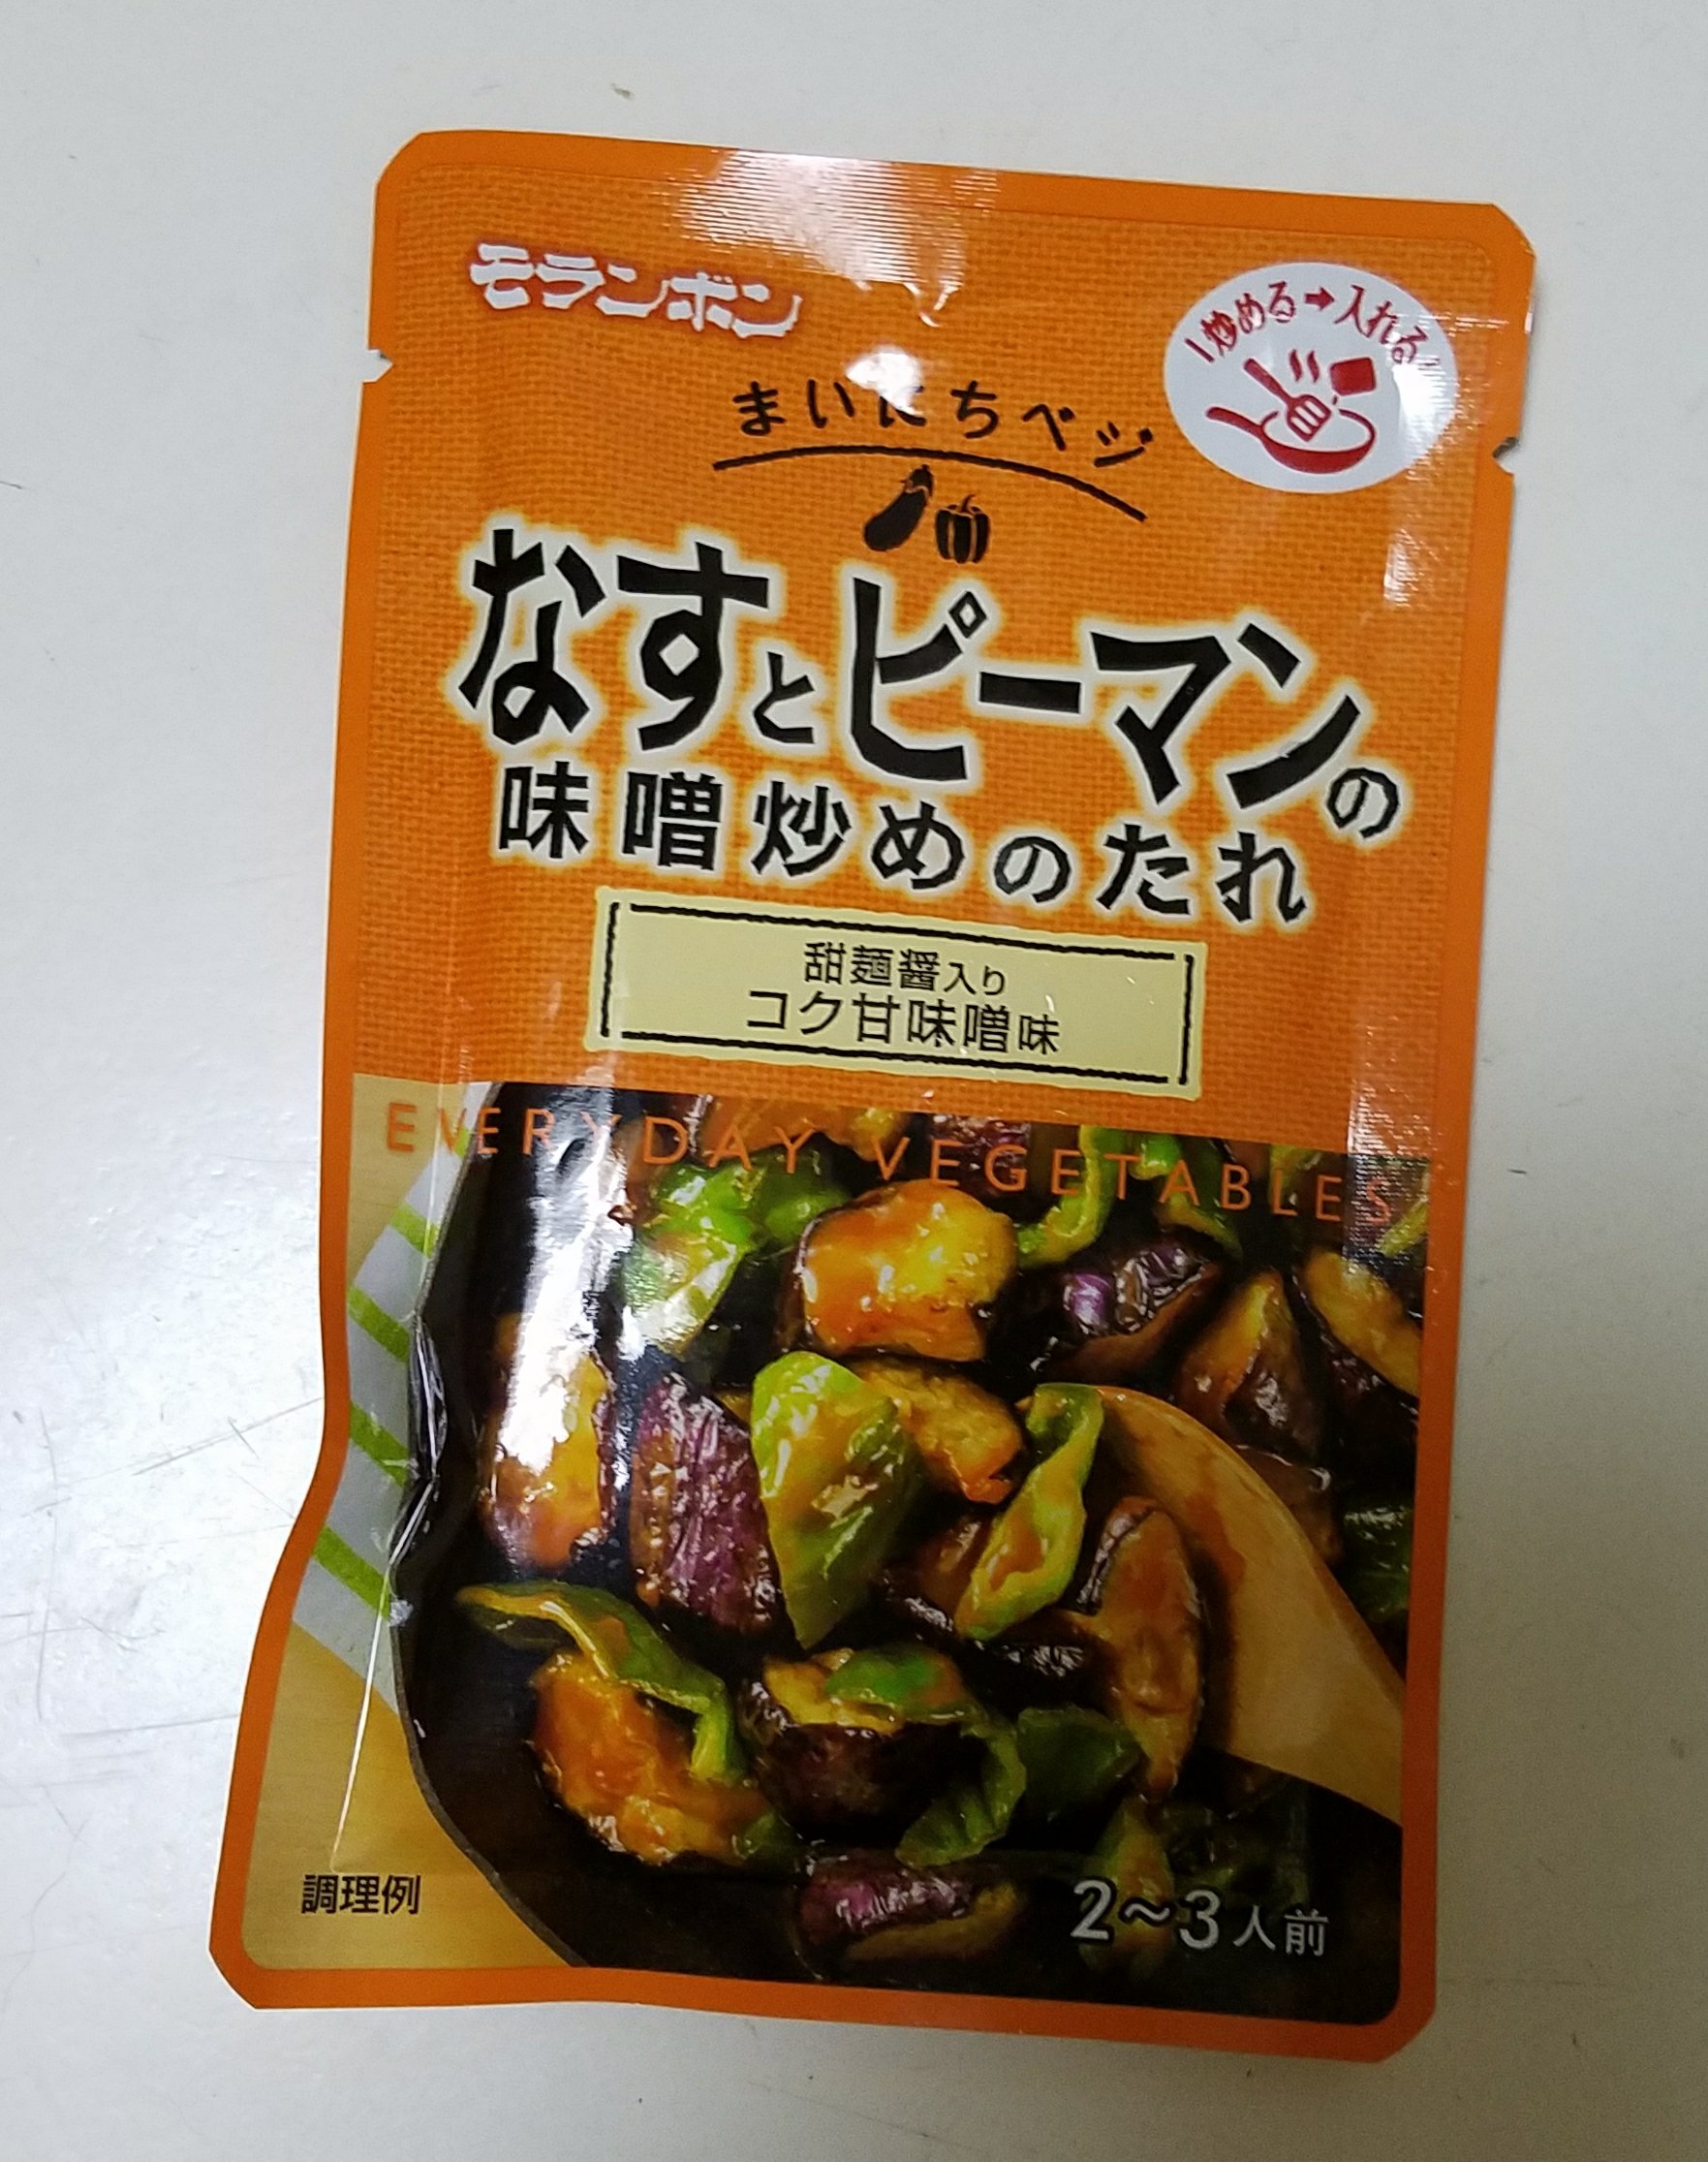 モランボン
炒める→入れる
まいにちベジ
なすとピーマンの
味噌炒めのたれ
甜麺醤入り
コク甘味噌味
EVERYDAY VEGETABLES
調理例
2～3人前